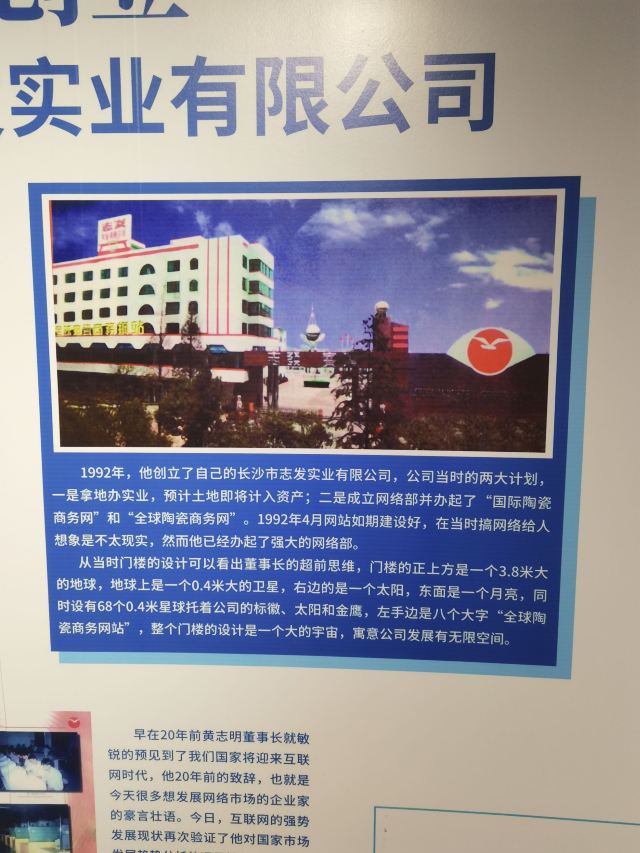 创立
实业有限公司
志发
1992年，他创立了自己的长沙市志发实业有限公司，公司当时的两大计划，
一是拿地办实业，预计土地即将计入资产；二是成立网络部并办起了“国际陶瓷
商务网”和“全球陶瓷商务网”。1992年4月网站如期建设好，在当时搞网络给人
想象是不太现实，然而他已经办起了强大的网络部。
从当时门楼的设计可以看出董事长的超前思维，门楼的正上方是一个3.8米大
的地球，地球上是一个0.4米大的卫星，右边的是一个太阳，东面是一个月亮，同
时设有68个0.4米星球托着公司的标徽、太阳和金鹰，左手边是八个大字“全球陶
瓷商务网站”，整个门楼的设计是一个大的宇宙，寓意公司发展有无限空间。
早在20年前黄志明董事长就敏
锐的预见到了我们国家将迎来互联
网时代，他20年前的致辞，也就是
今天很多想发展网络市场的企业家
的豪言壮语。今日，互联网的强势
发展现状再次验证了他对国家市场